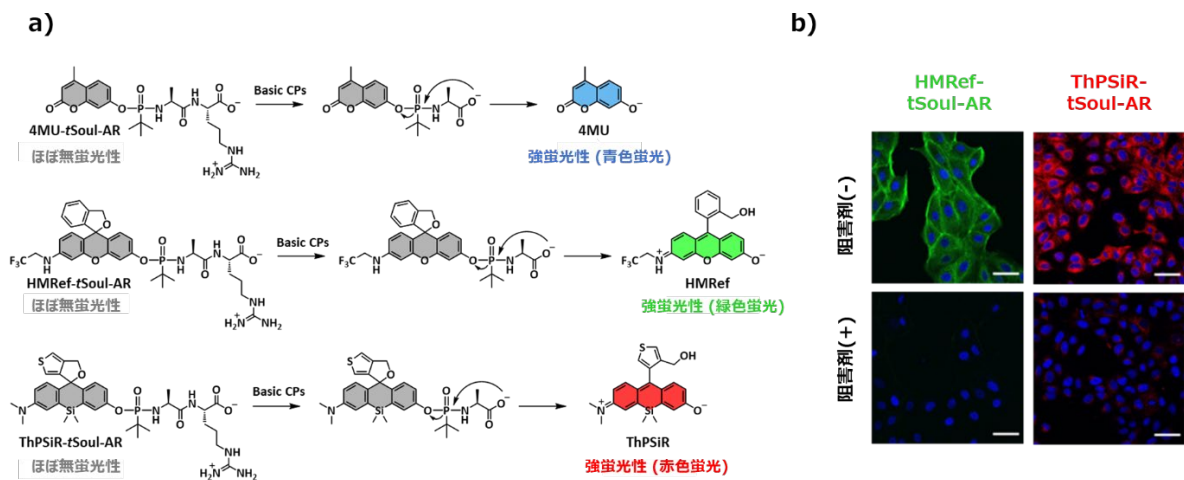 a)
b)
Basic CPs
4MU-tSoul-AR
ほぼ無蛍光性
4MU
強蛍光性 (青色蛍光)
Basic CPs
HMRef-tSoul-AR
ほぼ無蛍光性
HMRef
強蛍光性 (緑色蛍光)
Basic CPs
ThPSiR-tSoul-AR
ほぼ無蛍光性
ThPSiR
強蛍光性 (赤色蛍光)
HMRef-
tSoul-AR
ThPSiR-
tSoul-AR
阻害剤(-)
阻害剤(+)